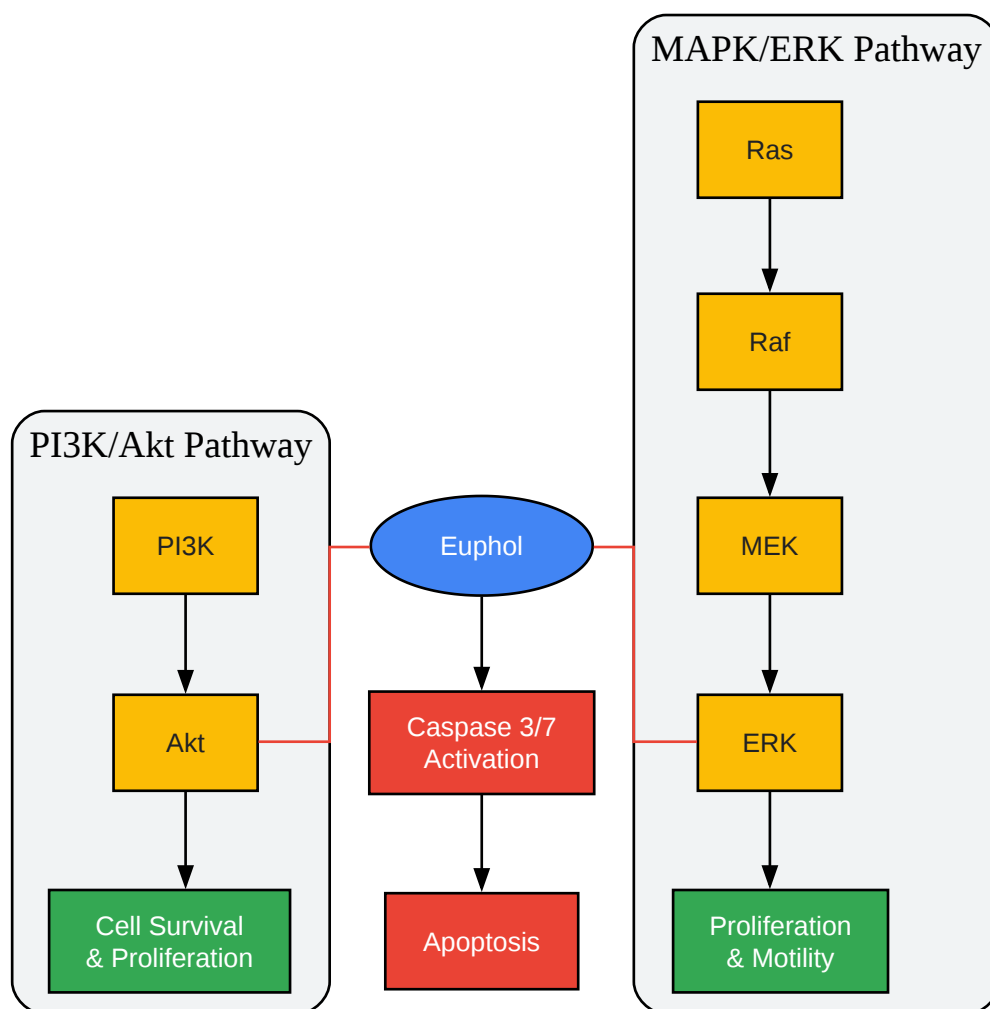 MAPK/ERK Pathway
Ras
Raf
PI3K/Akt Pathway
PI3K
Euphol
MEK
Akt
Caspase 3/7
Activation
ERK
Cell Survival
& Proliferation
Apoptosis
Proliferation
& Motility